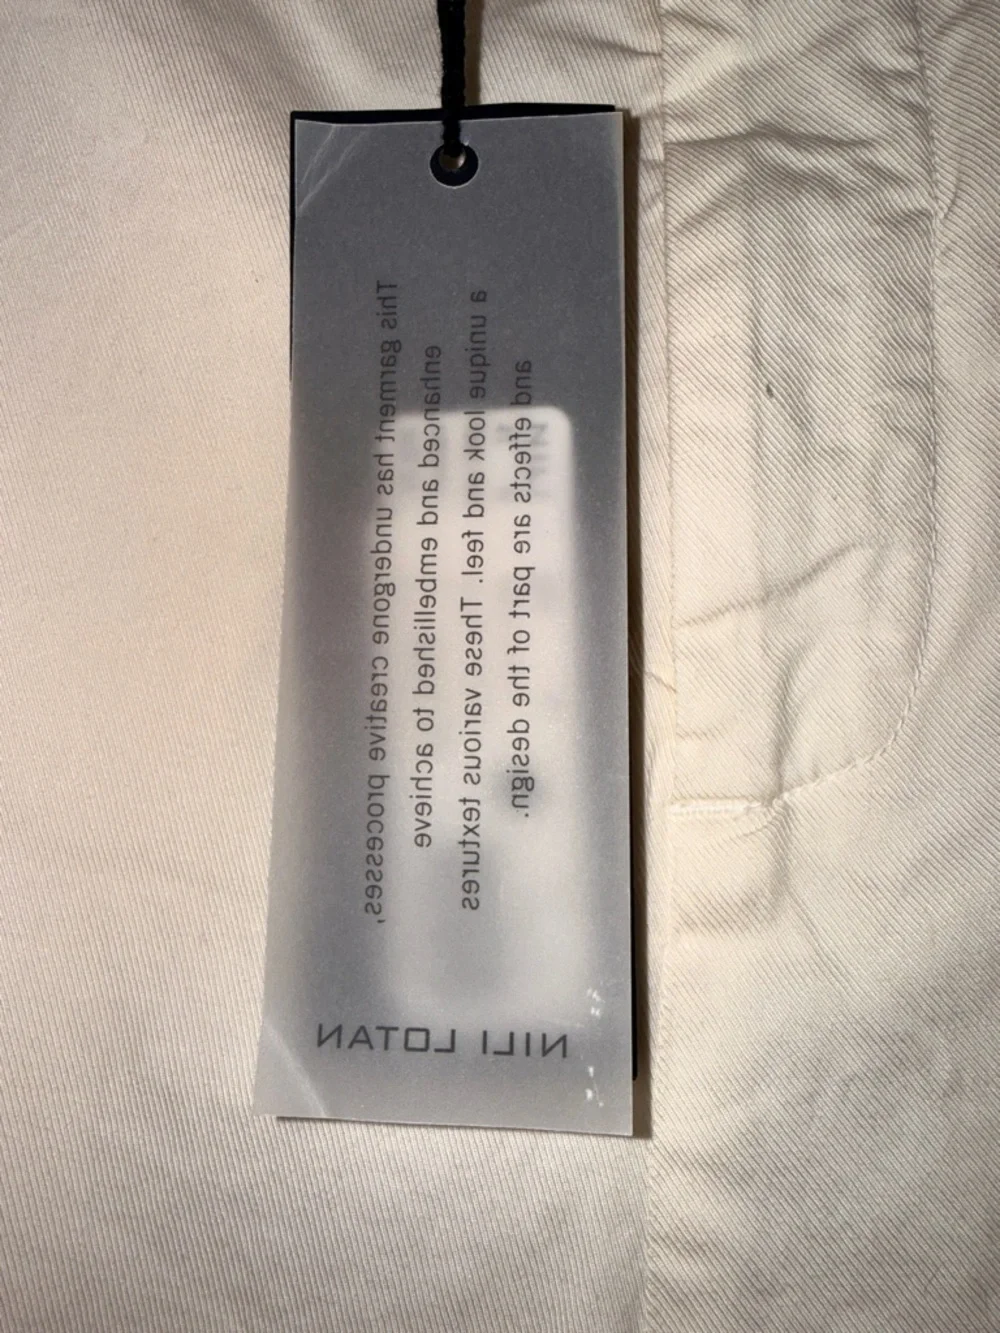 This garment has undergone creative processes,
enhanced and embellished to achieve
a unique look and feel. These various textures
and effects are part of the design.
NILI LOTAN